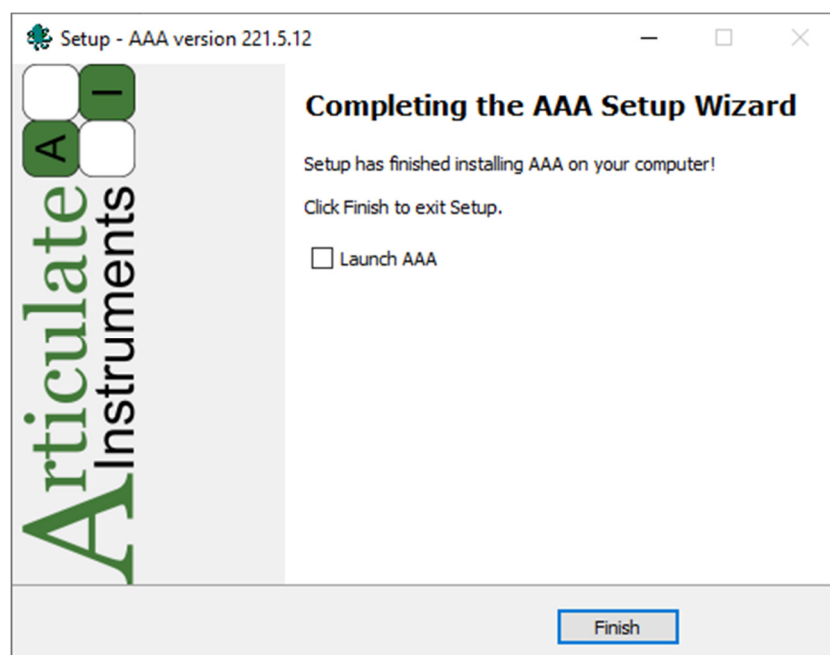 Setup - AAA version 221.5.12
A I
Articulate
Instruments
Completing the AAA Setup Wizard
Setup has finished installing AAA on your computer!
Click Finish to exit Setup.
Launch AAA
Finish